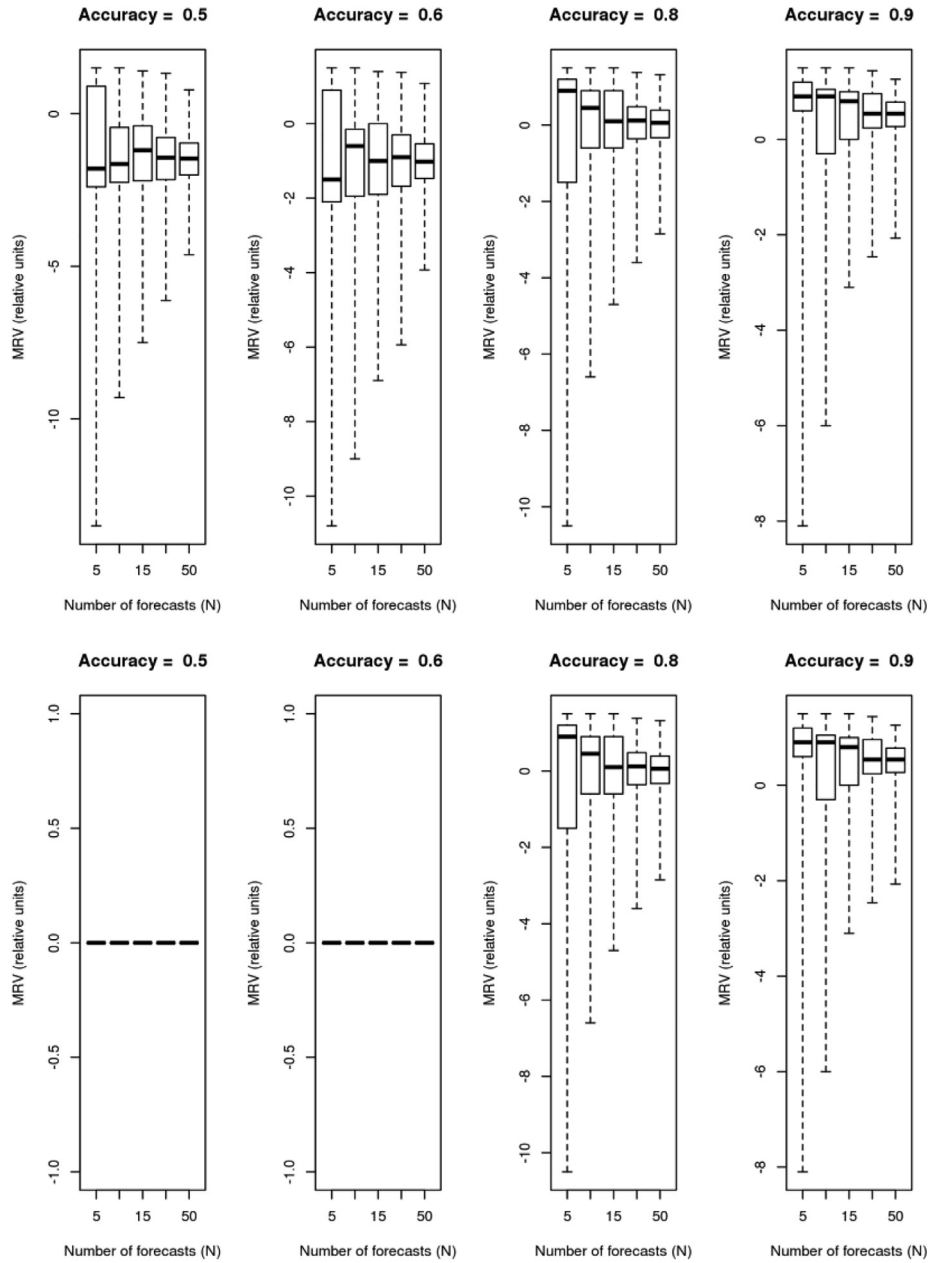 Accuracy = 0.5
Accuracy = 0.6
Accuracy = 0.8
Accuracy = 0.9
MRV (relative units)
0
-5
-10
5
15
50
Number of forecasts (N)
MRV (relative units)
0
-2
-4
-6
-8
-10
5
15
50
Number of forecasts (N)
MRV (relative units)
0
-2
-4
-6
-8
-10
5
15
50
Number of forecasts (N)
MRV (relative units)
0
-2
-4
-6
-8
5
15
50
Number of forecasts (N)
Accuracy = 0.5
Accuracy = 0.6
Accuracy = 0.8
Accuracy = 0.9
MRV (relative units)
1.0
0.5
0.0
-0.5
-1.0
5
15
50
Number of forecasts (N)
MRV (relative units)
1.0
0.5
0.0
-0.5
-1.0
5
15
50
Number of forecasts (N)
MRV (relative units)
0
-2
-4
-6
-8
-10
5
15
50
Number of forecasts (N)
MRV (relative units)
0
-2
-4
-6
-8
5
15
50
Number of forecasts (N)